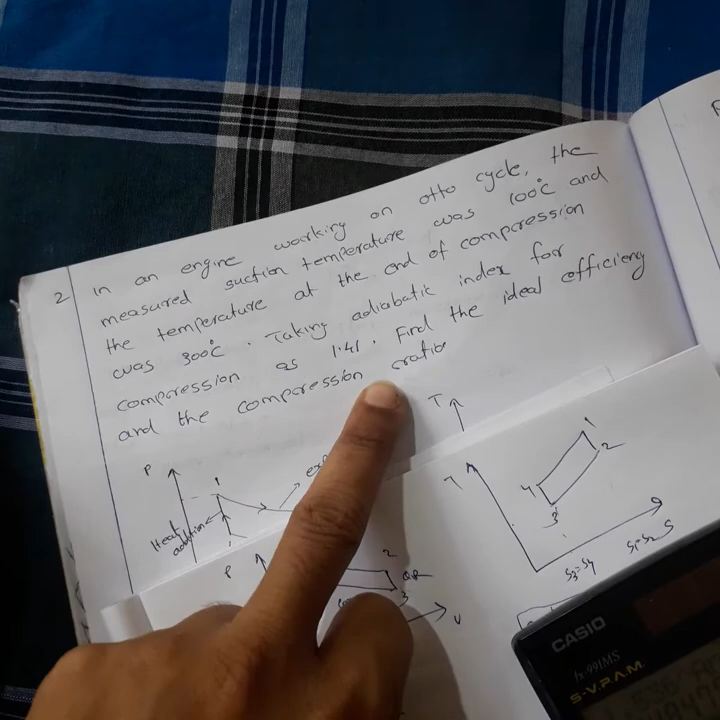 2 In an engine working on otto cycle, the
measured suction temperature was 100°C and
the temperature at the end of compression
was 300°C. Taking adiabatic index for
compression as 1.41. Find the ideal efficiency
and the compression ratio
P
1
Heat
addition
T
T
1
2
4
3
S3=S4
S1=S2
S
P
2
QR
3
V
CASIO
fx-991MS
S-V.P.A.M.